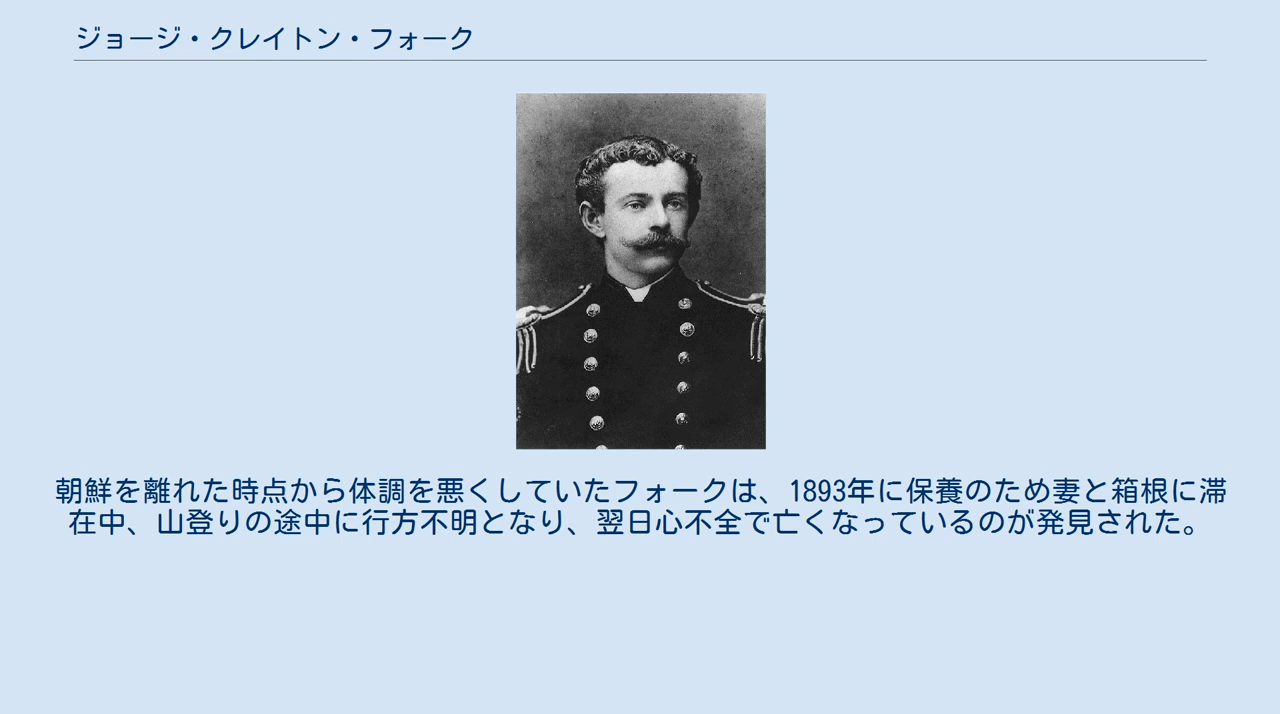 ジョージ・クレイトン・フォーク
朝鮮を離れた時点から体調を悪くしていたフォークは、1893年に保養のため妻と箱根に滞
在中、山登りの途中に行方不明となり、翌日心不全で亡くなっているのが発見された。